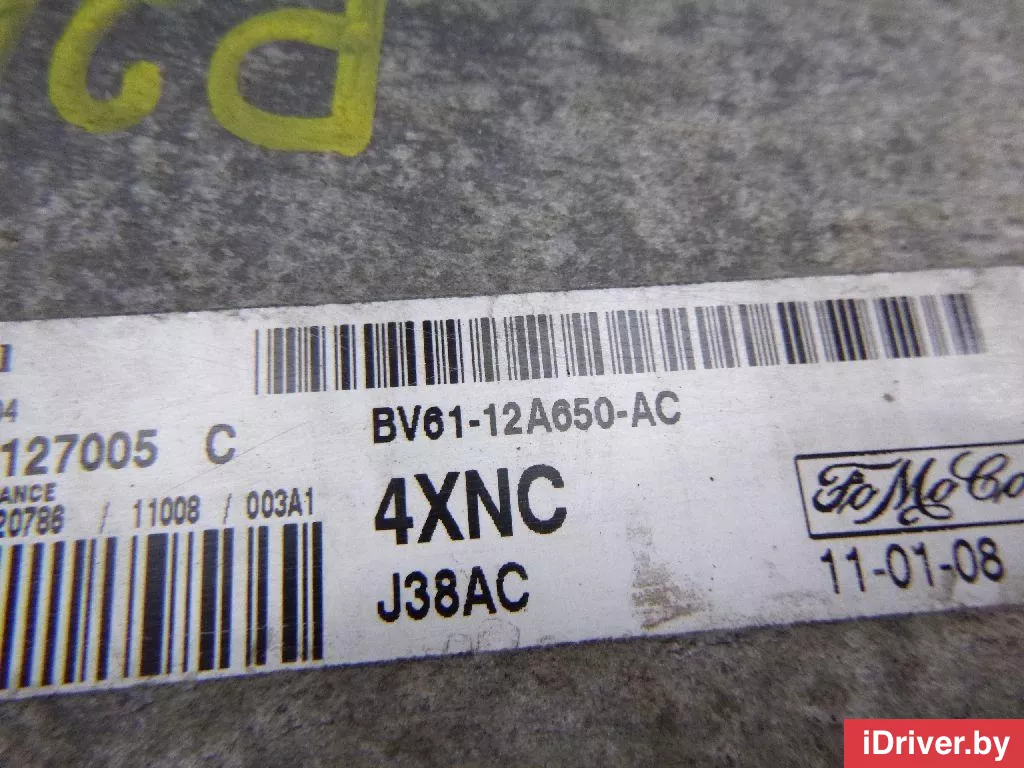 127005 C
ANCE
20786 / 11008 / 003A1
BV61-12A650-AC
4XNC
J38AC
FoMoCo
11-01-08
iDriver.by